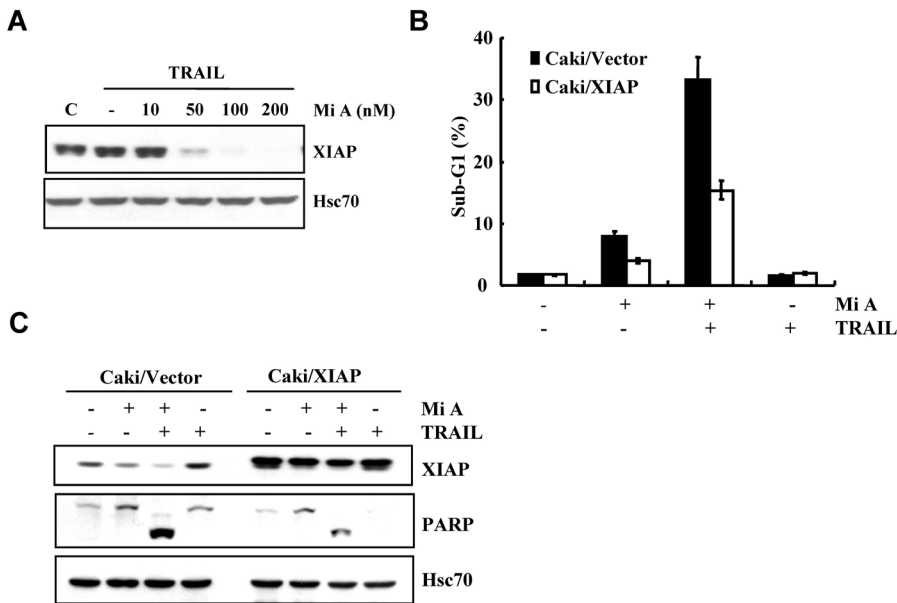 A
TRAIL
C - 10 50 100 200 Mi A (nM)
XIAP
Hsc70
B
40
30
20
10
0
Sub-G1 (%)
Caki/Vector
Caki/XIAP
- + + - Mi A
- - + + TRAIL
C
Caki/Vector Caki/XIAP
- + + - - + + - Mi A
- - + + - - + + TRAIL
XIAP
PARP
Hsc70